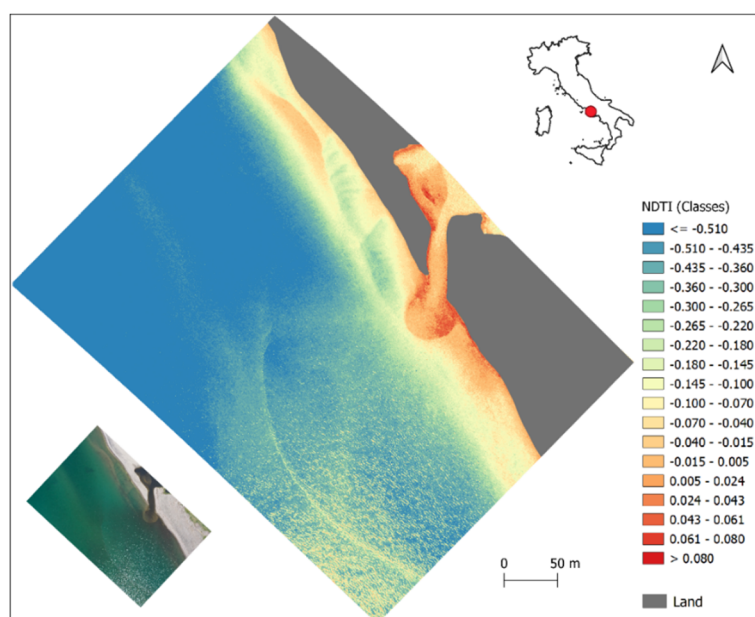 NDTI (Classes)
<= -0.510
-0.510 - -0.435
-0.435 - -0.360
-0.360 - -0.300
-0.300 - -0.265
-0.265 - -0.220
-0.220 - -0.180
-0.180 - -0.145
-0.145 - -0.100
-0.100 - -0.070
-0.070 - -0.040
-0.040 - -0.015
-0.015 - 0.005
0.005 - 0.024
0.024 - 0.043
0.043 - 0.061
0.061 - 0.080
> 0.080
0 50 m
Land